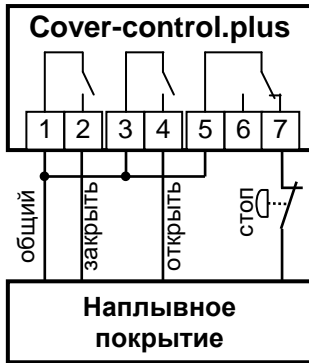 Cover-control.plus
1 2 3 4 5 6 7
общий
закрыть
открыть
стоп
Наплывное
покрытие